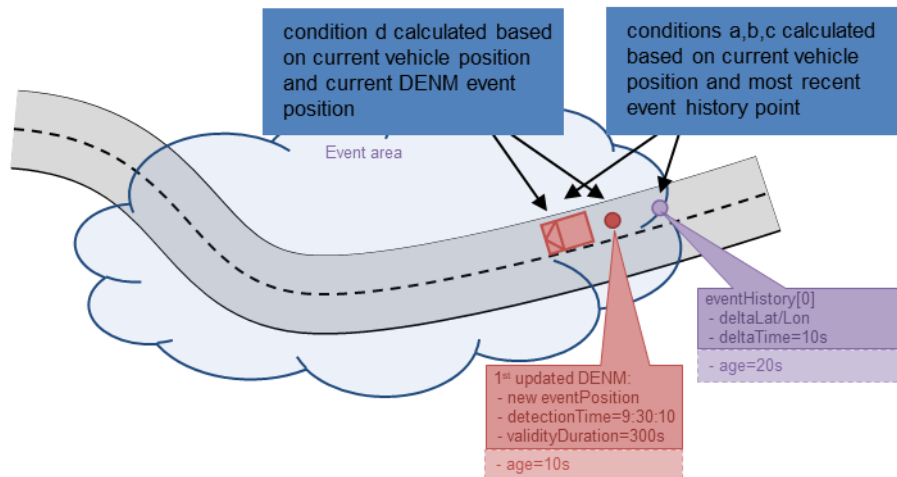 condition d calculated based
on current vehicle position
and current DENM event
position
conditions a,b,c calculated
based on current vehicle
position and most recent
event history point
Event area
eventHistory[0]
- deltaLat/Lon
- deltaTime=10s
- age=20s
1st updated DENM:
- new eventPosition
- detectionTime=9:30:10
- validityDuration=300s
- age=10s